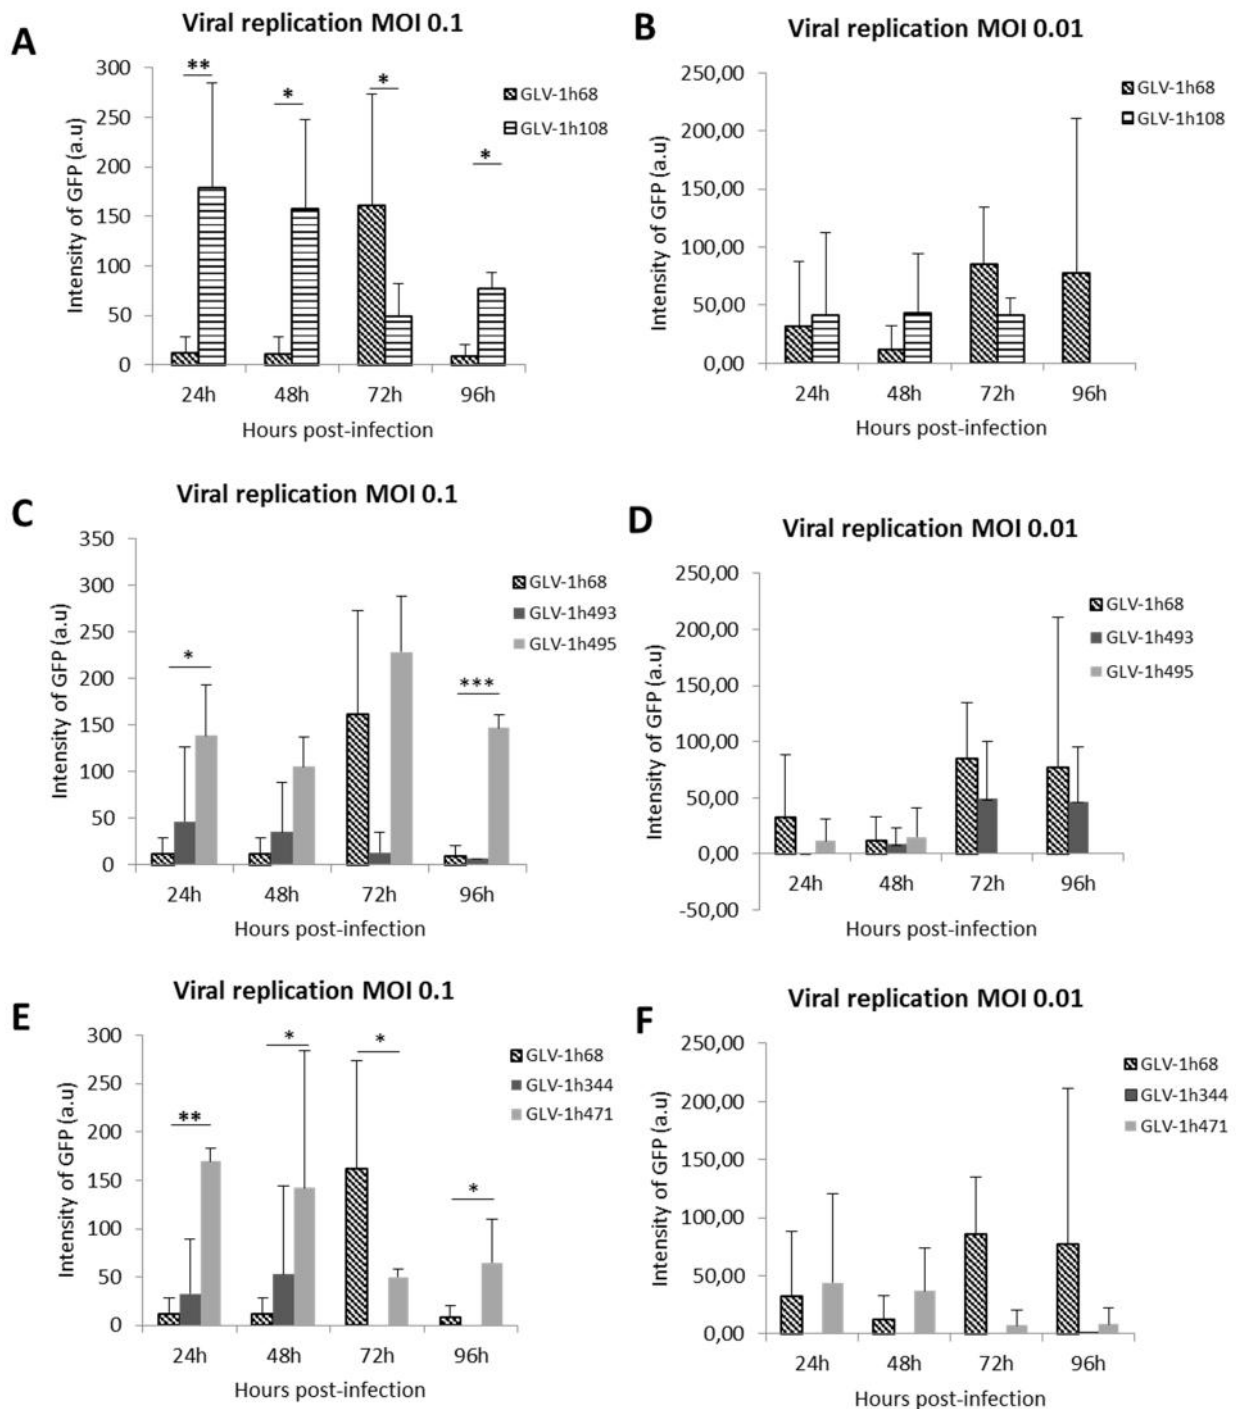 A
Viral replication MOI 0.1
Intensity of GFP (a.u)
300
250
200
150
100
50
0
**
*
*
*
GLV-1h68
GLV-1h108
24h 48h 72h 96h
Hours post-infection
B
Viral replication MOI 0.01
Intensity of GFP (a.u)
250,00
200,00
150,00
100,00
50,00
0,00
GLV-1h68
GLV-1h108
24h 48h 72h 96h
Hours post-infection
C
Viral replication MOI 0.1
Intensity of GFP (a.u)
350
300
250
200
150
100
50
0
*
***
GLV-1h68
GLV-1h493
GLV-1h495
24h 48h 72h 96h
Hours post-infection
D
Viral replication MOI 0.01
Intensity of GFP (a.u)
250,00
200,00
150,00
100,00
50,00
0,00
-50,00
GLV-1h68
GLV-1h493
GLV-1h495
24h 48h 72h 96h
Hours post-infection
E
Viral replication MOI 0.1
Intensity of GFP (a.u)
300
250
200
150
100
50
0
**
*
*
*
GLV-1h68
GLV-1h344
GLV-1h471
24h 48h 72h 96h
Hours post-infection
F
Viral replication MOI 0.01
Intensity of GFP (a.u)
250,00
200,00
150,00
100,00
50,00
0,00
GLV-1h68
GLV-1h344
GLV-1h471
24h 48h 72h 96h
Hours post-infection